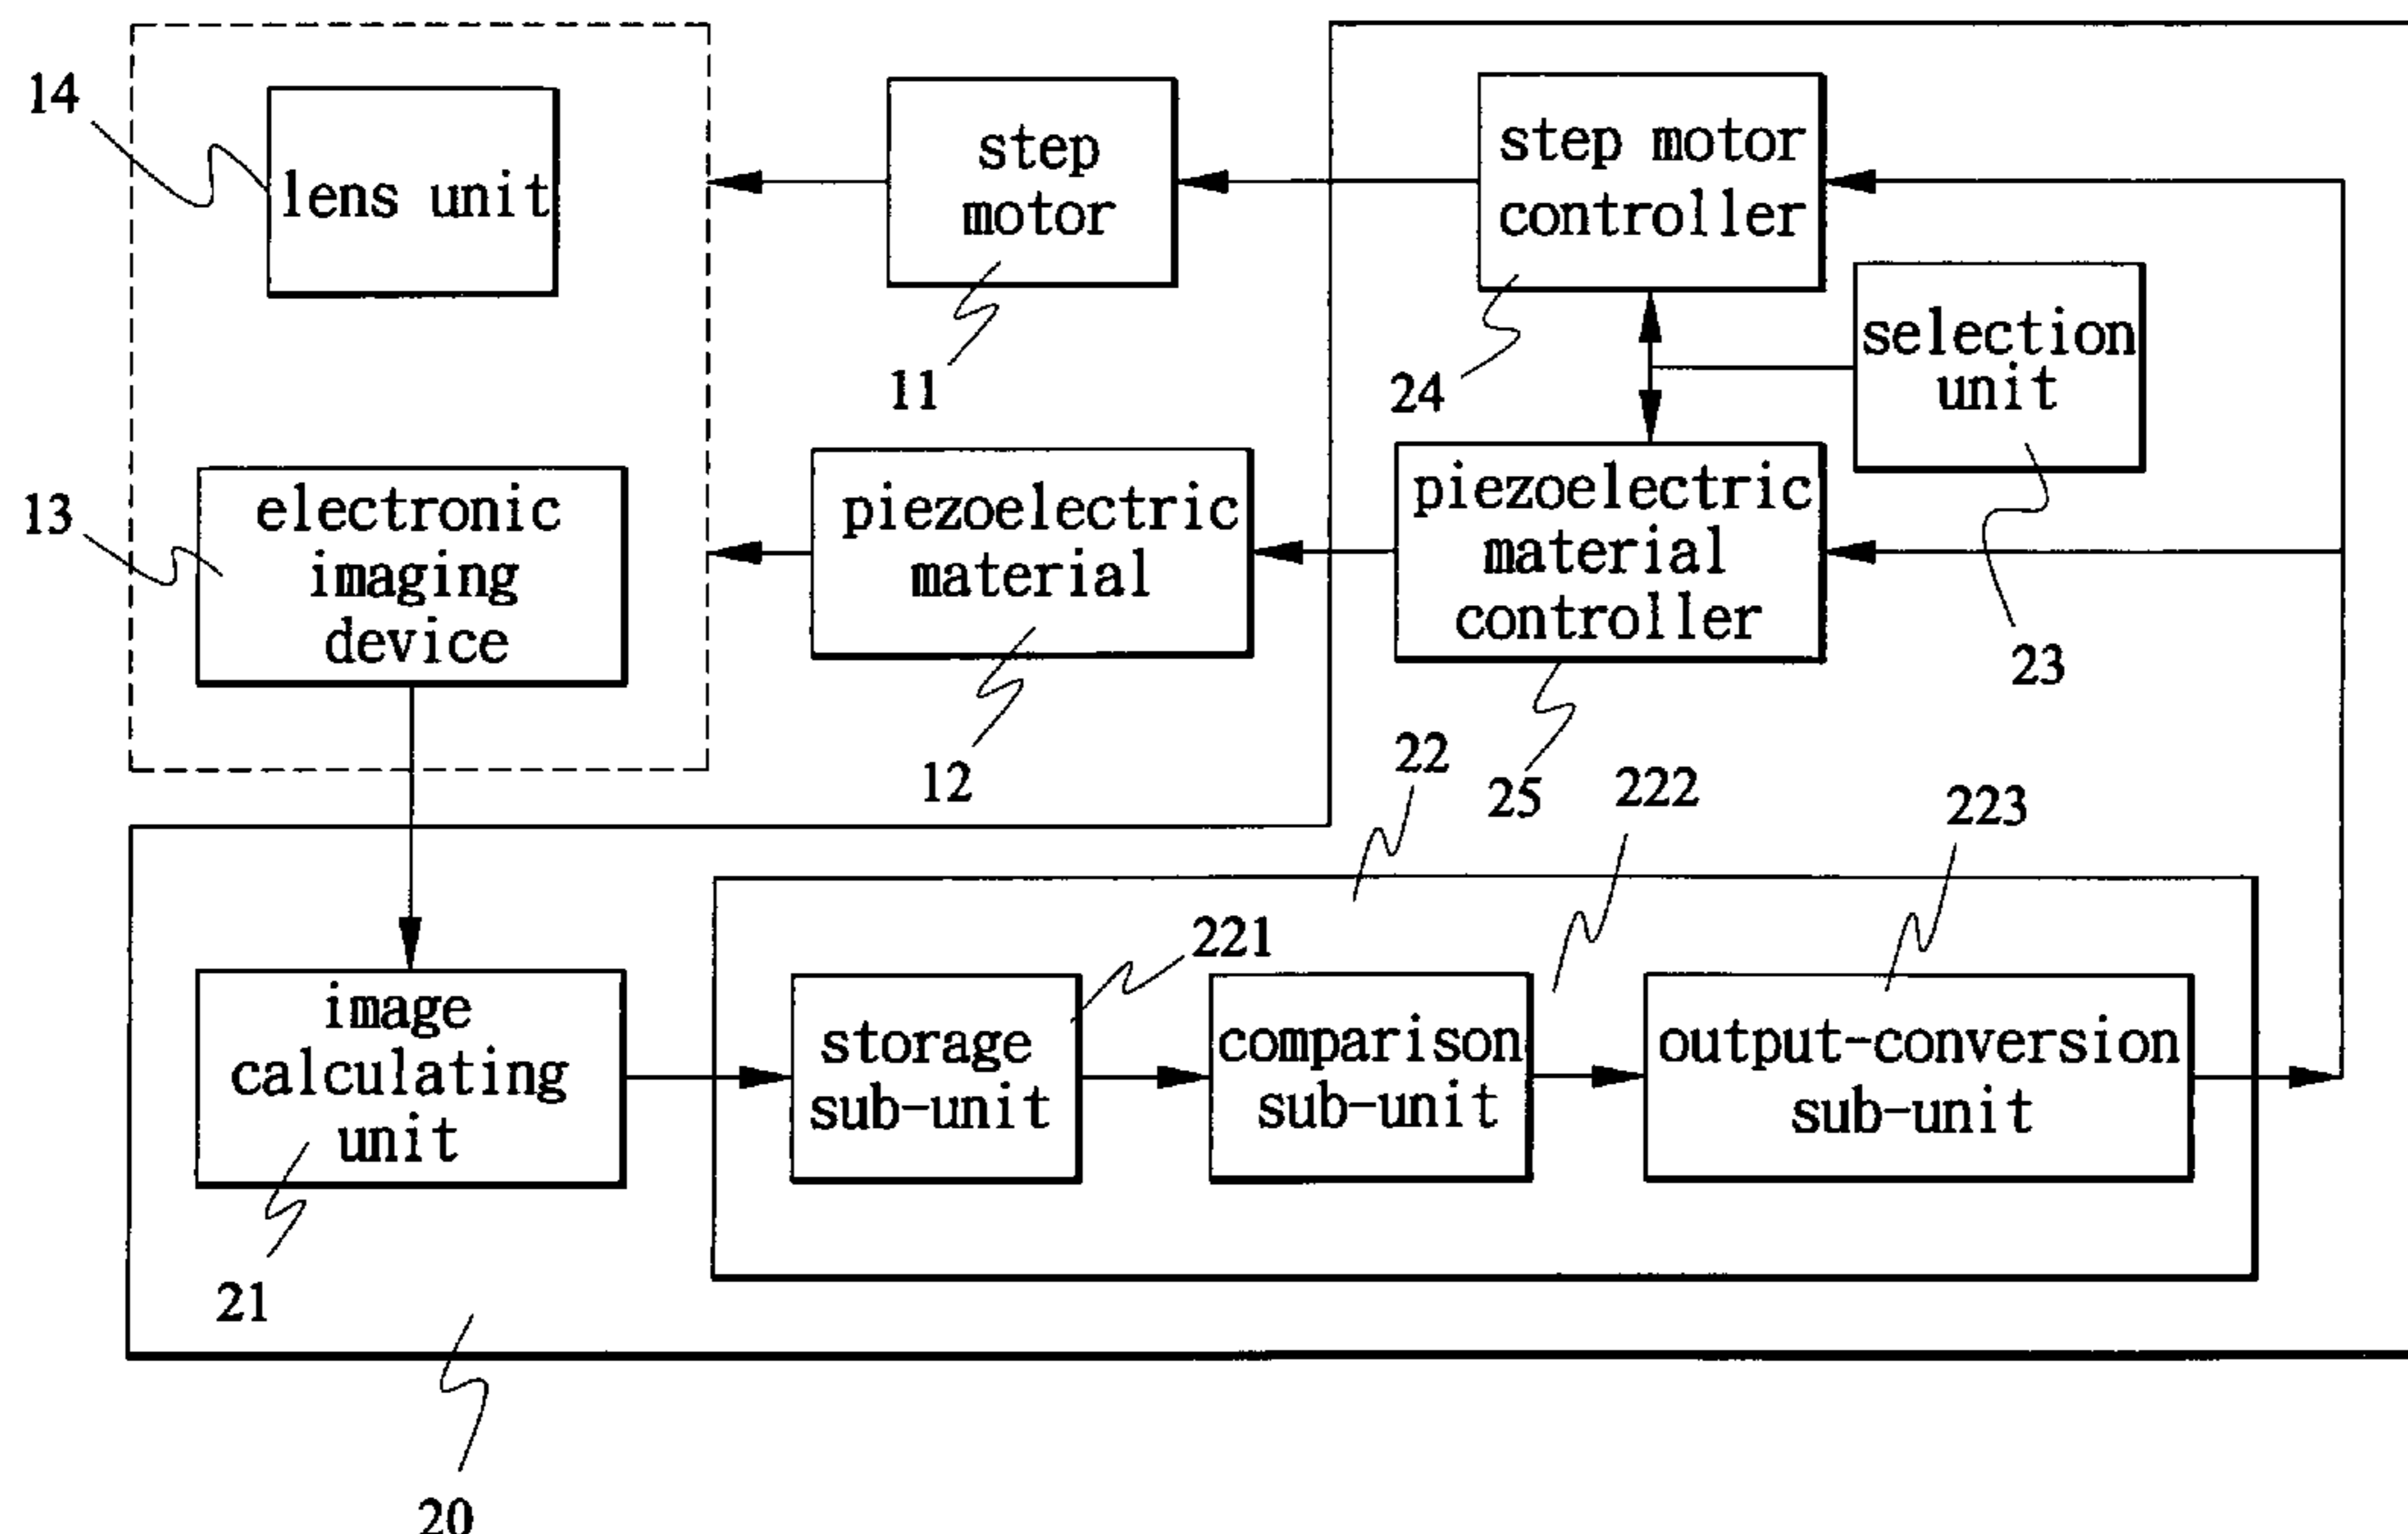 14
lens unit
step
motor
11
step motor
controller
24
selection
unit
23
13
electronic
imaging
device
piezoelectric
material
12
piezoelectric
material
controller
25
22
222
223
221
image
calculating
unit
21
storage
sub-unit
comparison
sub-unit
output-conversion
sub-unit
20